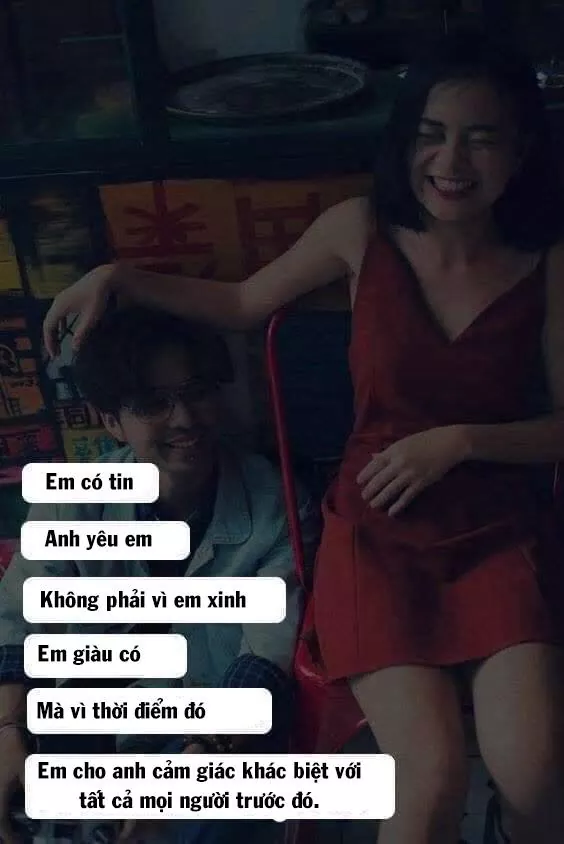 Em có tin
Anh yêu em
Không phải vì em xinh
Em giàu có
Mà vì thời điểm đó
Em cho anh cảm giác khác biệt với
tất cả mọi người trước đó.